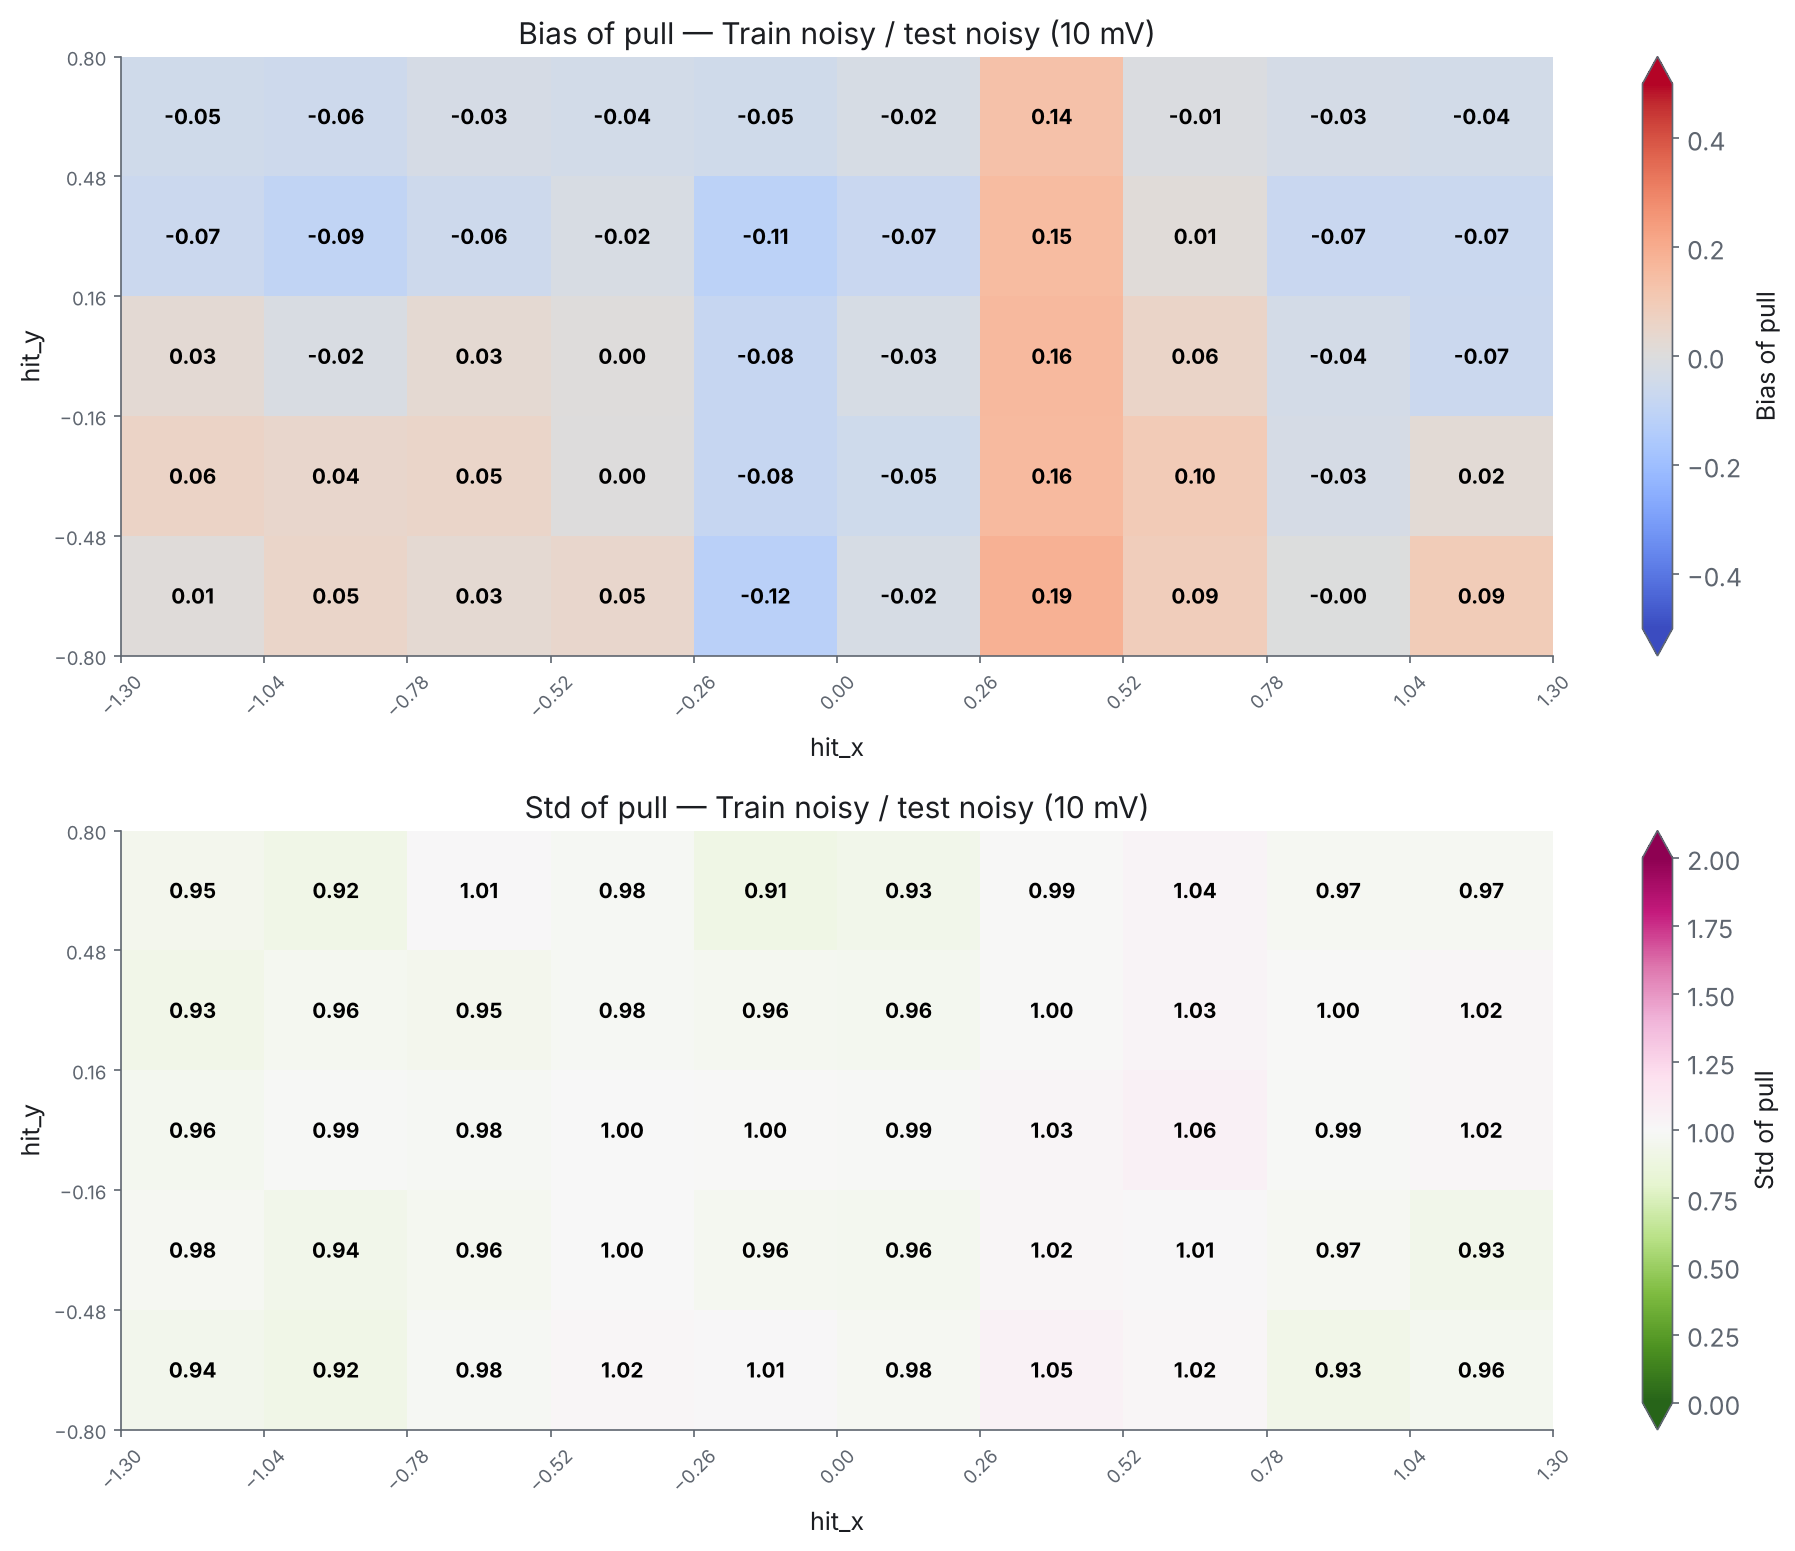 Bias of pull — Train noisy / test noisy (10 mV)
0.80
-0.05 -0.06 -0.03 -0.04 -0.05 -0.02 0.14 -0.01 -0.03 -0.04
0.48
-0.07 -0.09 -0.06 -0.02 -0.11 -0.07 0.15 0.01 -0.07 -0.07
0.16
0.03 -0.02 0.03 0.00 -0.08 -0.03 0.16 0.06 -0.04 -0.07
−0.16
0.06 0.04 0.05 0.00 -0.08 -0.05 0.16 0.10 -0.03 0.02
−0.48
0.01 0.05 0.03 0.05 -0.12 -0.02 0.19 0.09 -0.00 0.09
−0.80
hit_y
−1.30 −1.04 −0.78 −0.52 −0.26 0.00 0.26 0.52 0.78 1.04 1.30
hit_x
0.4
0.2
0.0
−0.2
−0.4
Bias of pull
Std of pull — Train noisy / test noisy (10 mV)
0.80
0.95 0.92 1.01 0.98 0.91 0.93 0.99 1.04 0.97 0.97
0.48
0.93 0.96 0.95 0.98 0.96 0.96 1.00 1.03 1.00 1.02
0.16
0.96 0.99 0.98 1.00 1.00 0.99 1.03 1.06 0.99 1.02
−0.16
0.98 0.94 0.96 1.00 0.96 0.96 1.02 1.01 0.97 0.93
−0.48
0.94 0.92 0.98 1.02 1.01 0.98 1.05 1.02 0.93 0.96
−0.80
hit_y
−1.30 −1.04 −0.78 −0.52 −0.26 0.00 0.26 0.52 0.78 1.04 1.30
hit_x
2.00
1.75
1.50
1.25
1.00
0.75
0.50
0.25
0.00
Std of pull